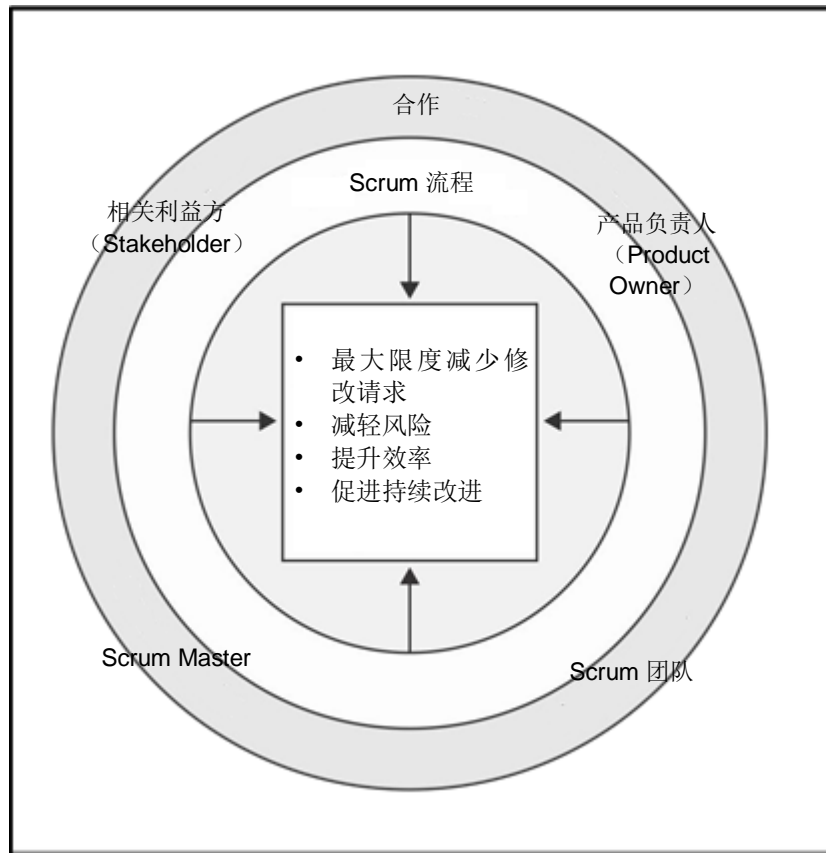 合作
Scrum 流程
相关利益方
（Stakeholder）
产品负责人
（Product
Owner）
• 最大限度减少修
改请求
• 减轻风险
• 提升效率
• 促进持续改进
Scrum Master
Scrum 团队